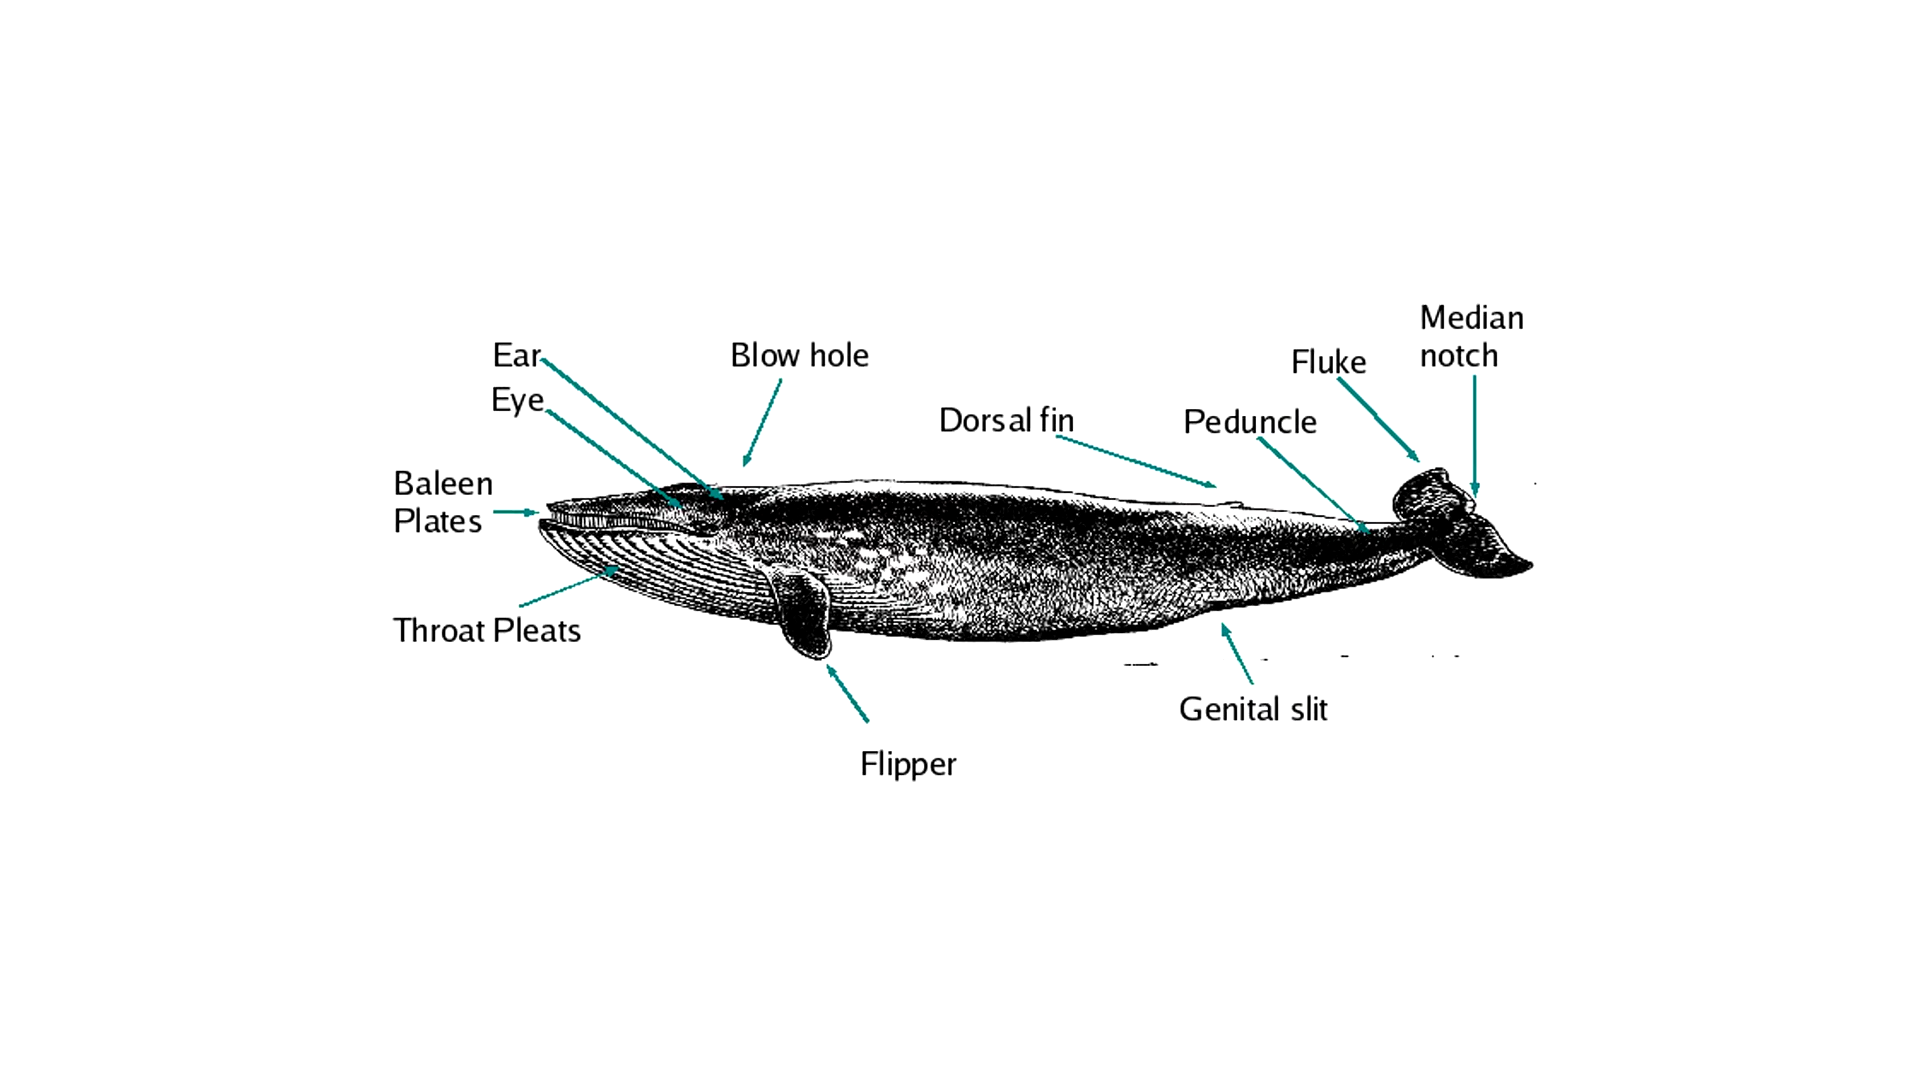 Median
notch
Ear
Blow hole
Fluke
Eye
Dorsal fin
Peduncle
Baleen
Plates
Throat Pleats
Genital slit
Flipper